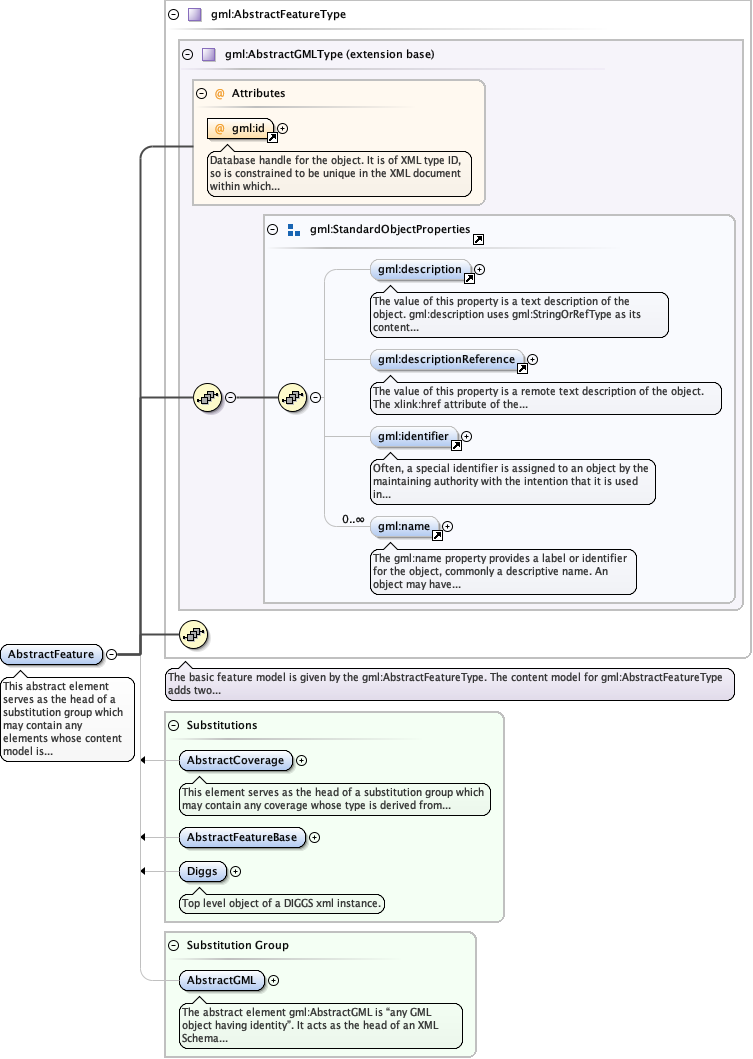 gml:AbstractFeatureType
gml:AbstractGMLType (extension base)
@ Attributes
@ gml:id
Database handle for the object. It is of XML type ID,
so is constrained to be unique in the XML document
within which...
gml:StandardObjectProperties
gml:description
The value of this property is a text description of the
object. gml:description uses gml:StringOrRefType as its
content...
gml:descriptionReference
The value of this property is a remote text description of the object.
The xlink:href attribute of the...
gml:identifier
Often, a special identifier is assigned to an object by the
maintaining authority with the intention that it is used
in...
0..∞
gml:name
The gml:name property provides a label or identifier
for the object, commonly a descriptive name. An
object may have...
AbstractFeature
This abstract element
serves as the head of a
substitution group which
may contain any
elements whose content
model is...
The basic feature model is given by the gml:AbstractFeatureType. The content model for gml:AbstractFeatureType
adds two...
Substitutions
AbstractCoverage
This element serves as the head of a substitution group which
may contain any coverage whose type is derived from...
AbstractFeatureBase
Diggs
Top level object of a DIGGS xml instance.
Substitution Group
AbstractGML
The abstract element gml:AbstractGML is “any GML
object having identity”. It acts as the head of an XML
Schema...